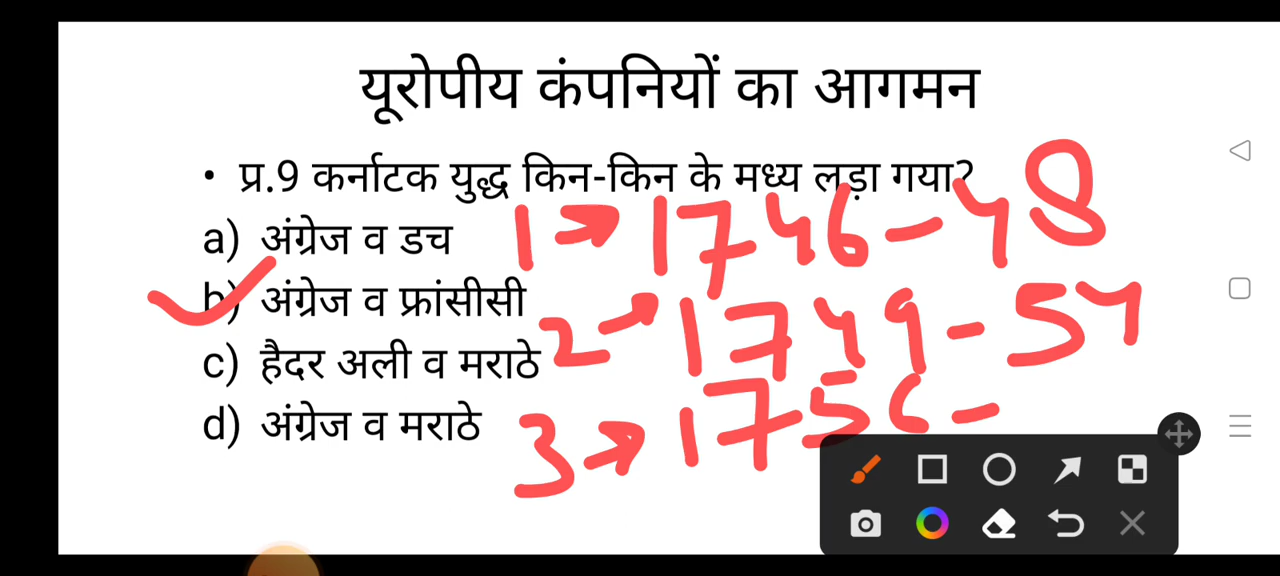 यूरोपीय कंपनियों का आगमन
• प्र.9 कर्नाटक युद्ध किन-किन के मध्य लड़ा गया?
a) अंग्रेज व डच
b) अंग्रेज व फ्रांसीसी
c) हैदर अली व मराठे
d) अंग्रेज व मराठे
1→ 1746-48
2→ 1749-54
3→ 1756-